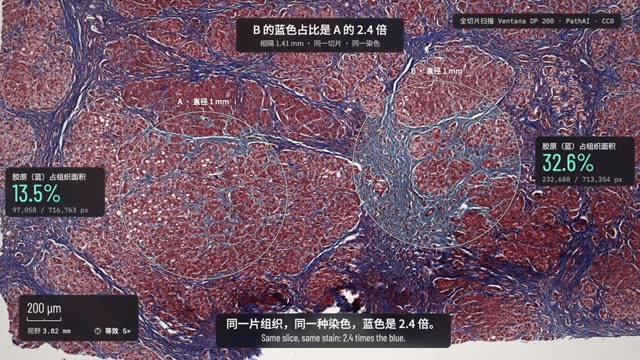 B 的蓝色占比是 A 的 2.4 倍
相隔 1.41 mm · 同一切片 · 同一染色
全切片扫描 Ventana DP 200 · PathAI · CC0
B · 直径 1 mm
A · 直径 1 mm
胶原（蓝）占组织面积
13.5%
97,058 / 716,763 px
胶原（蓝）占组织面积
32.6%
232,688 / 713,354 px
200 µm
视野 3.82 mm
等效 5×
同一片组织，同一种染色，蓝色是 2.4 倍。
Same slice, same stain: 2.4 times the blue.